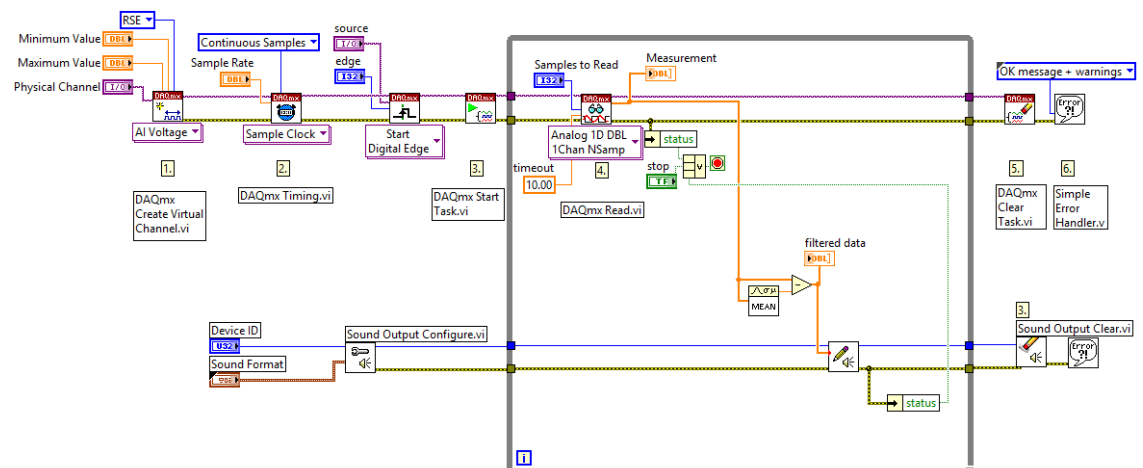 RSE
Minimum Value
DBL
Maximum Value
DBL
Physical Channel
I/O
DAQmx
AI Voltage
1.
DAQmx
Create Virtual
Channel.vi
Continuous Samples
Sample Rate
DBL
DAQmx
Sample Clock
2.
DAQmx Timing.vi
source
I/O
edge
I32
DAQmx
Start
Digital Edge
DAQmx
3.
DAQmx Start
Task.vi
Samples to Read
I32
DAQmx
Analog 1D DBL
1Chan NSamp
timeout
10.00
4.
DAQmx Read.vi
Measurement
DBL
status
stop
TF
V
filtered data
DBL
σμ
MEAN
-
OK message + warnings
DAQmx
Error
?!
5.
6.
DAQmx
Clear
Task.vi
Simple
Error
Handler.v
Device ID
U32
Sound Format
Sound Output Configure.vi
status
3.
Sound Output Clear.vi
Error
?!
i